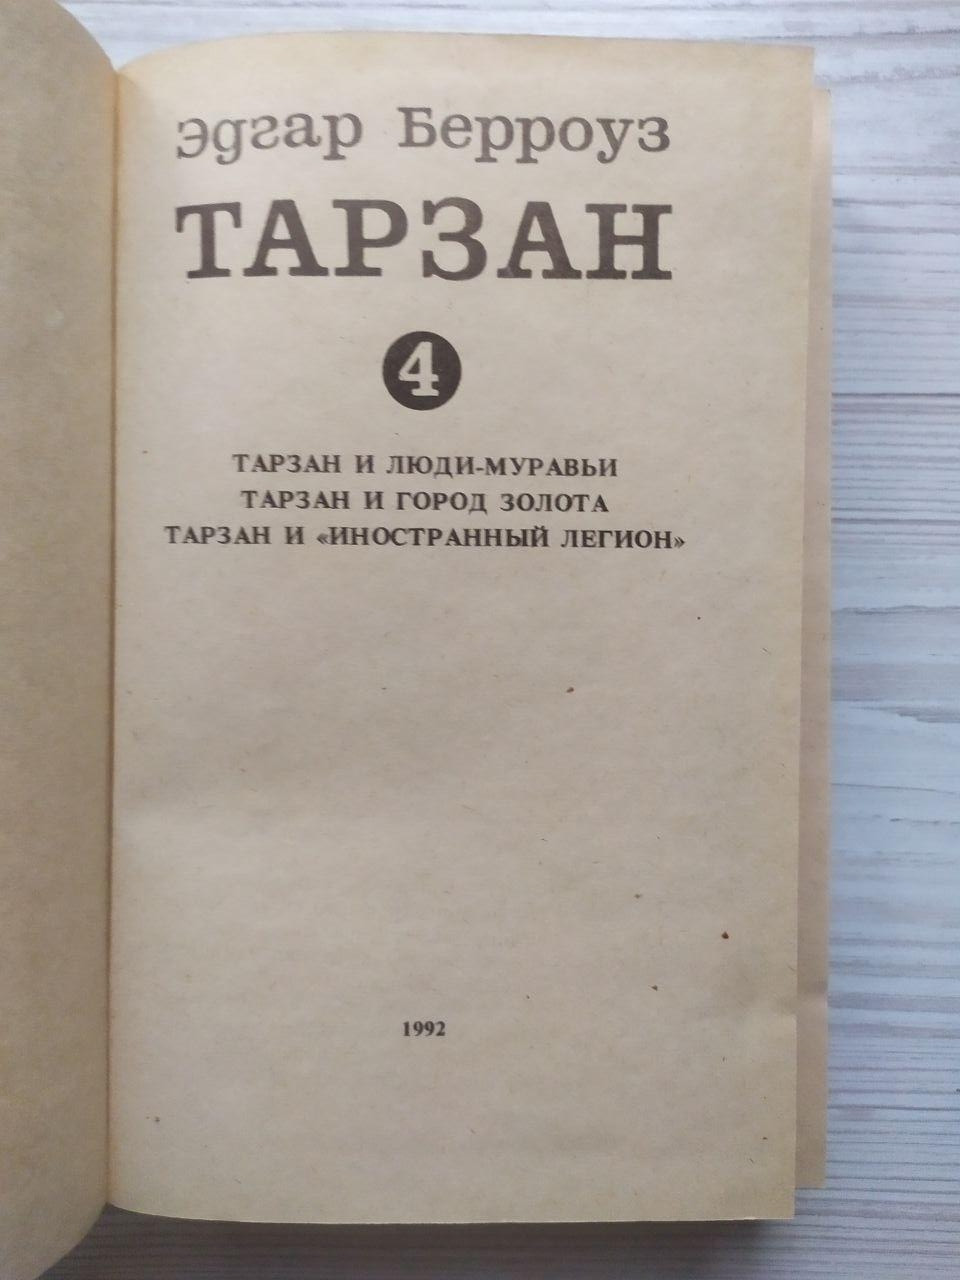 Эдгар Берроуз
ТАРЗАН
4
ТАРЗАН И ЛЮДИ-МУРАВЬИ
ТАРЗАН И ГОРОД ЗОЛОТА
ТАРЗАН И «ИНОСТРАННЫЙ ЛЕГИОН»
1992